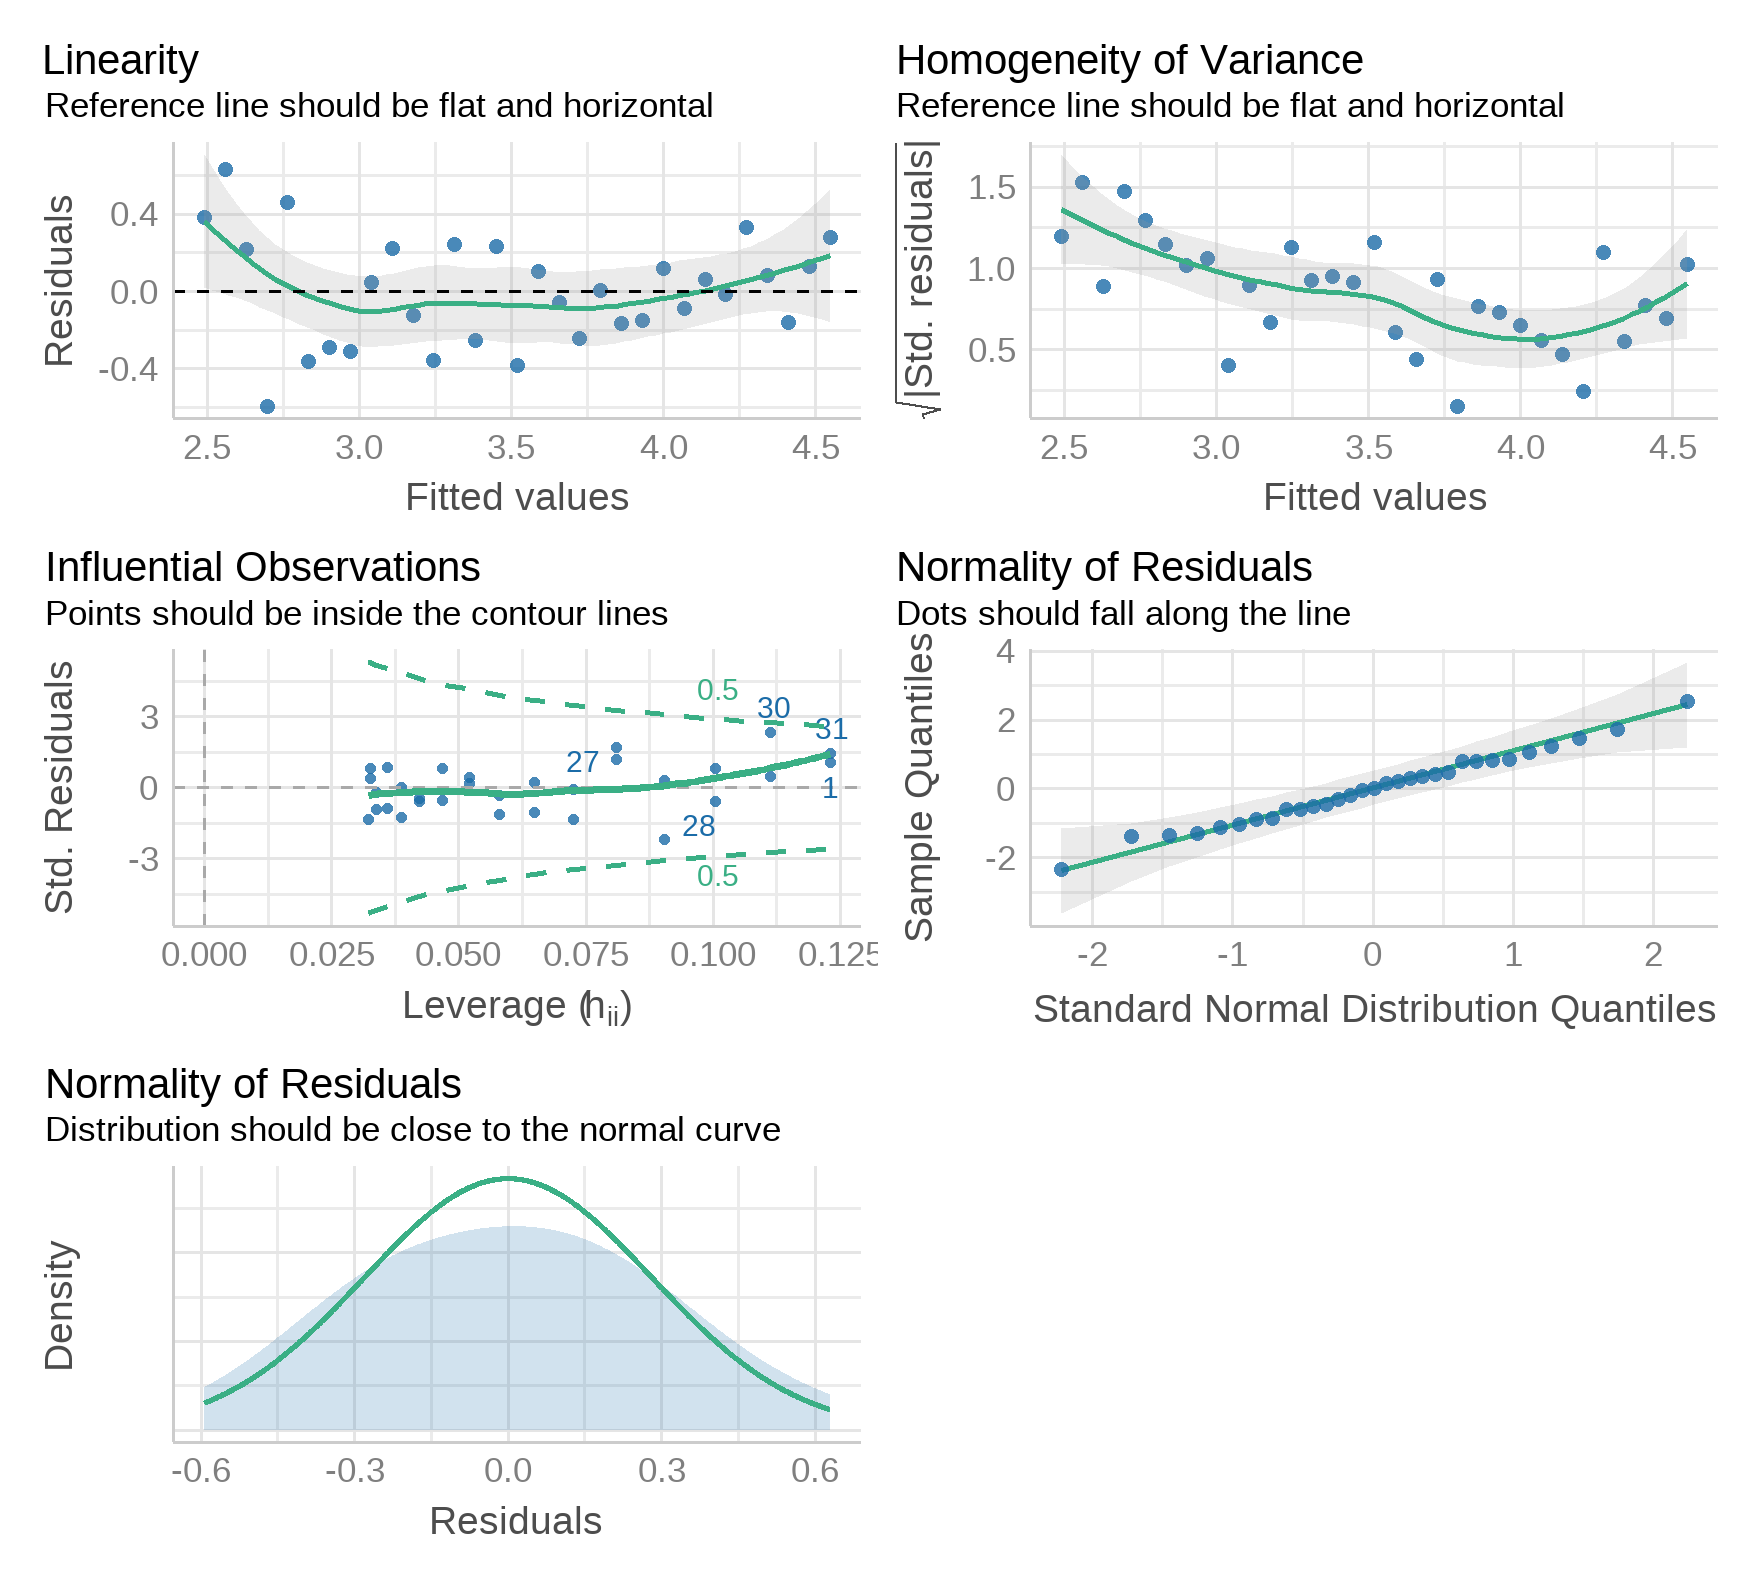 Linearity
Reference line should be flat and horizontal
Residuals
0.4
0.0
-0.4
2.5 3.0 3.5 4.0 4.5
Fitted values
Homogeneity of Variance
Reference line should be flat and horizontal
√|Std. residuals|
1.5
1.0
0.5
2.5 3.0 3.5 4.0 4.5
Fitted values
Influential Observations
Points should be inside the contour lines
Std. Residuals
3
0
-3
0.5
30
31
27
1
28
0.5
0.000 0.025 0.050 0.075 0.100 0.125
Leverage (hii)
Normality of Residuals
Dots should fall along the line
Sample Quantiles
4
2
0
-2
-2 -1 0 1 2
Standard Normal Distribution Quantiles
Normality of Residuals
Distribution should be close to the normal curve
Density
-0.6 -0.3 0.0 0.3 0.6
Residuals